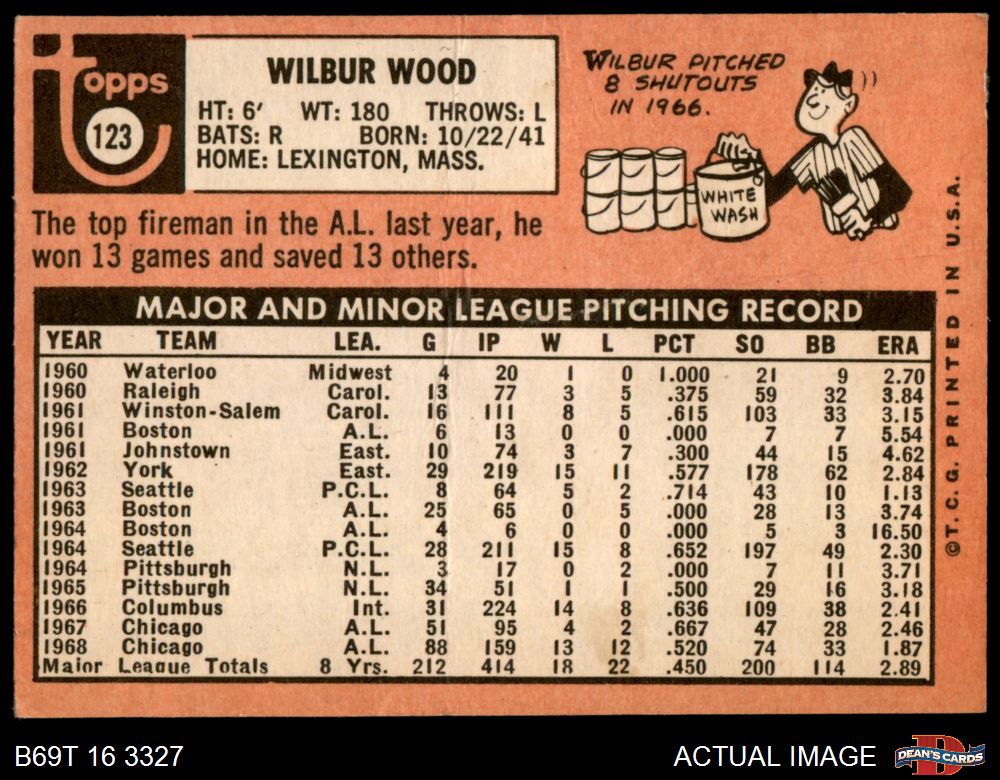 topps
123
WILBUR WOOD
HT: 6' WT: 180 THROWS: L
BATS: R BORN: 10/22/41
HOME: LEXINGTON, MASS.
WILBUR PITCHED
8 SHUTOUTS
IN 1966.
WHITE
WASH
The top fireman in the A.L. last year, he
won 13 games and saved 13 others.
MAJOR AND MINOR LEAGUE PITCHING RECORD
YEAR TEAM LEA. G IP W L PCT SO BB ERA
1960 Waterloo Midwest 4 20 1 0 1.000 21 9 2.70
1960 Raleigh Carol. 13 77 3 5 .375 59 32 3.84
1961 Winston-Salem Carol. 16 111 8 5 .615 103 33 3.15
1961 Boston A.L. 6 13 0 0 .000 7 7 5.54
1961 Johnstown East. 10 74 3 7 .300 44 15 4.62
1962 York East. 29 219 15 11 .577 178 62 2.84
1963 Seattle P.C.L. 8 64 5 2 .714 43 10 1.13
1963 Boston A.L. 25 65 0 5 .000 28 13 3.74
1964 Boston A.L. 4 6 0 0 .000 5 3 16.50
1964 Seattle P.C.L. 28 211 15 8 .652 197 49 2.30
1964 Pittsburgh N.L. 3 17 0 2 .000 7 11 3.71
1965 Pittsburgh N.L. 34 51 1 1 .500 29 16 3.18
1966 Columbus Int. 31 224 14 8 .636 109 38 2.41
1967 Chicago A.L. 51 95 4 2 .667 47 28 2.46
1968 Chicago A.L. 88 159 13 12 .520 74 33 1.87
Major League Totals 8 Yrs. 212 414 18 22 .450 200 114 2.89
©T.C.G. PRINTED IN U.S.A.
B69T 16 3327
ACTUAL IMAGE
DEAN'S CARDS